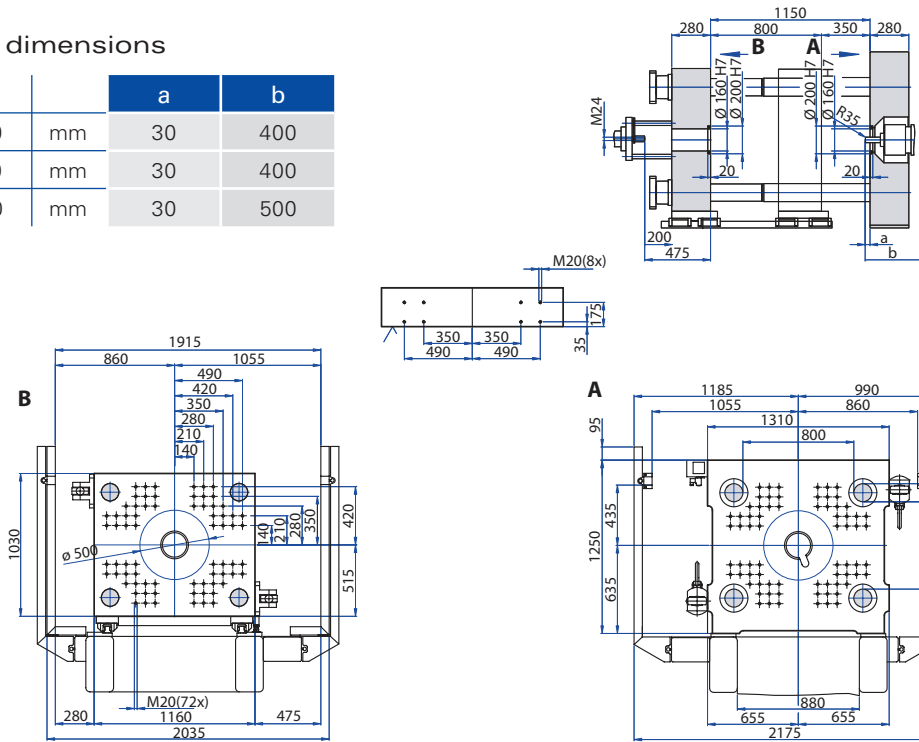 dimensions
a b
0 mm 30 400
mm 30 400
0 mm 30 500
1150
280 800 350 280
B A
M24
Ø 160 H7
Ø 200 H7
Ø 200 H7
Ø 160 H7
R35
20 20
200
475
a
b
M20(8x)
175
35
350 350
490 490
B
1915
860 1055
490
420
350
280
210
140
1030
ø 500
140
210
280
350
420
515
M20(72x)
280 1160 475
2035
A
1185 990
1055 860
1310
800
95
435
1250
635
880
655 655
2175